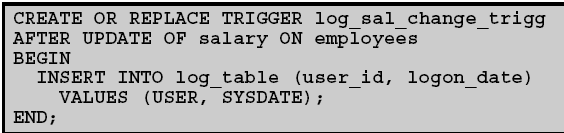 CREATE OR REPLACE TRIGGER log_sal_change_trigg
AFTER UPDATE OF salary ON employees
BEGIN
  INSERT INTO log_table (user_id, logon_date)
    VALUES (USER, SYSDATE);
END;